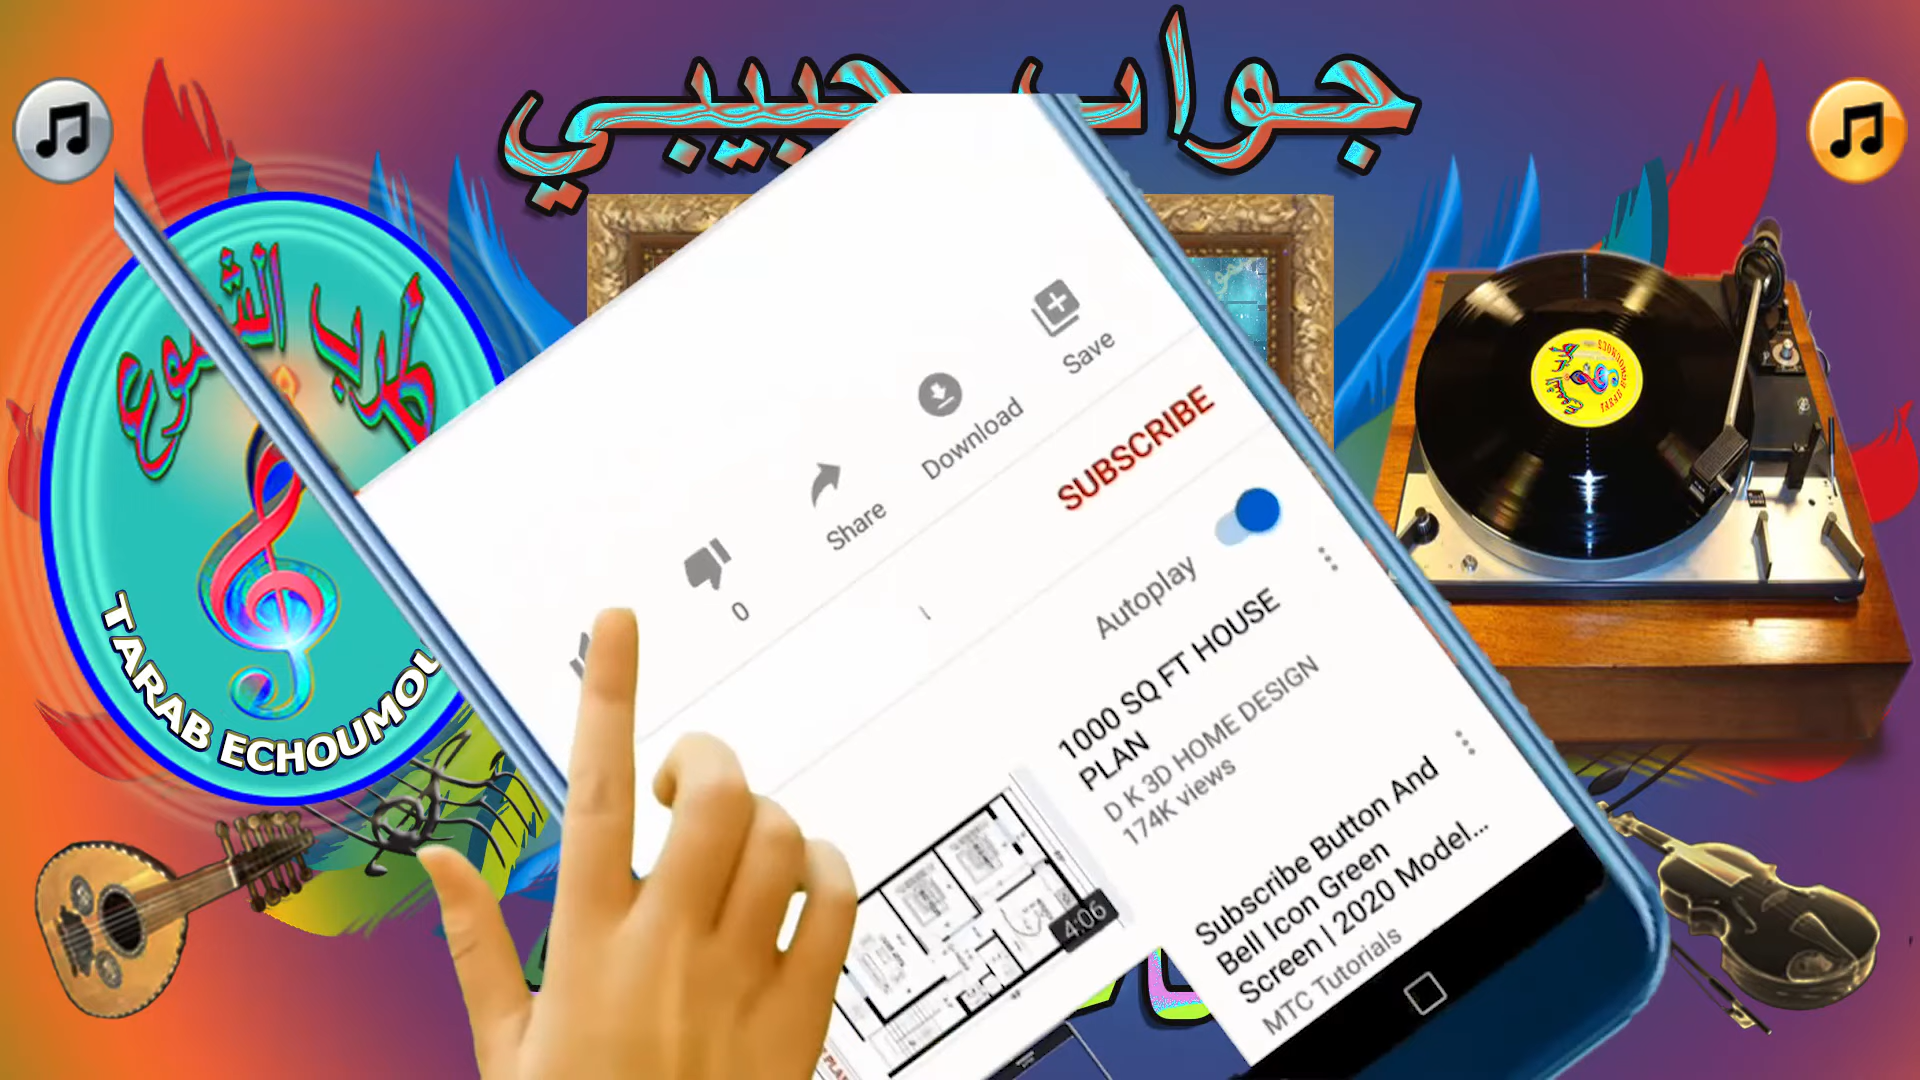 جواب حبيبي
طرب الشموع
TARAB ECHOUMOU
Save
Download
Share
0
SUBSCRIBE
Autoplay
1000 SQ FT HOUSE
PLAN
D K 3D HOME DESIGN
174K views
4:06
Subscribe Button And
Bell Icon Green
Screen | 2020 Model...
MTC Tutorials